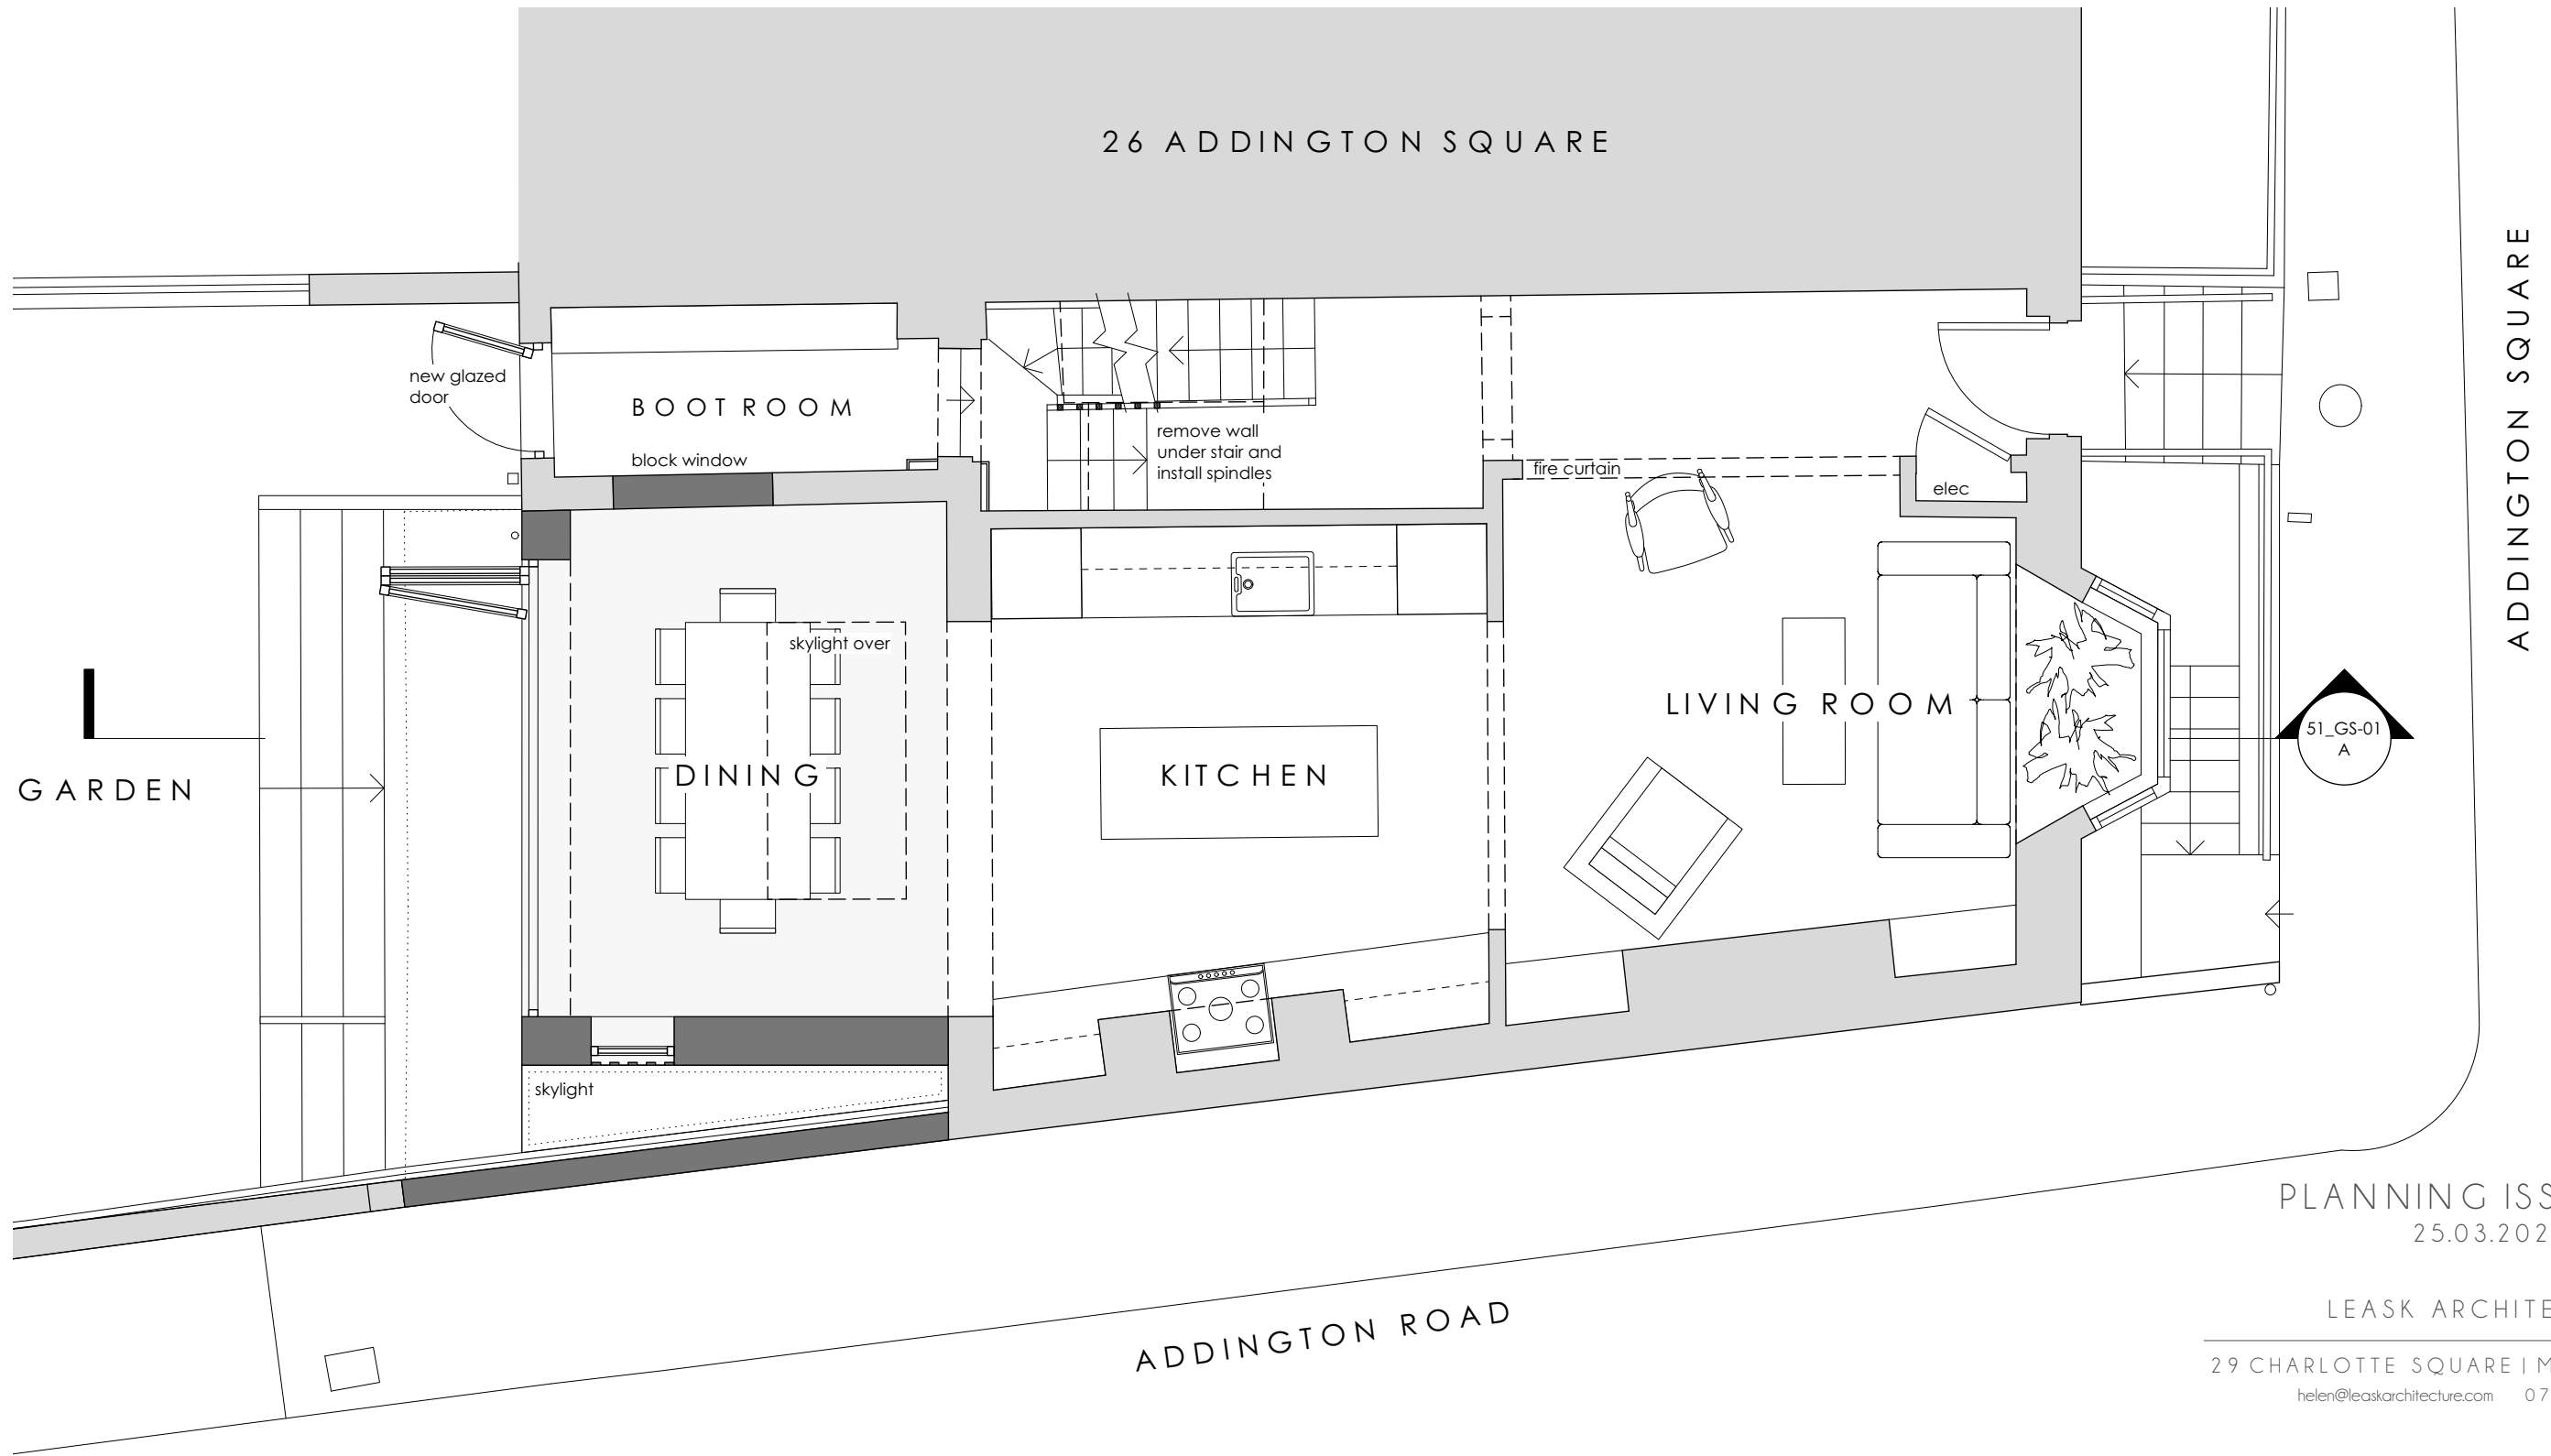 26 ADDINGTON SQUARE
ADDINGTON SQUARE
new glazed
door
BOOT ROOM
block window
remove wall
under stair and
install spindles
fire curtain
elec
skylight over
LIVING ROOM
51_GS-01
A
GARDEN
DINING
KITCHEN
skylight
ADDINGTON ROAD
PLANNING ISS
25.03.202
LEASK ARCHITE
29 CHARLOTTE SQUARE | M
helen@leaskarchitecture.com 07